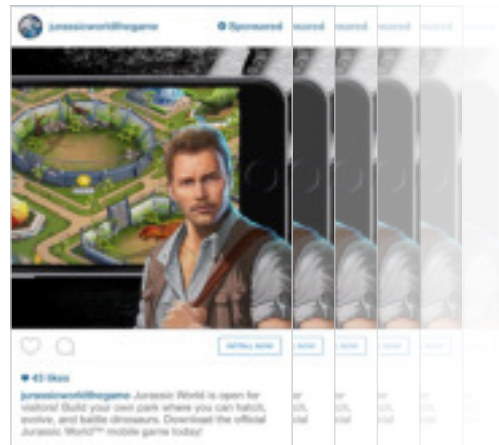 jurassicworldthegame Sponsored
INSTALL NOW
43 likes
jurassicworldthegame Jurassic World is open for
visitors! Build your own park where you can hatch,
evolve, and battle dinosaurs. Download the official
Jurassic World™ mobile game today!